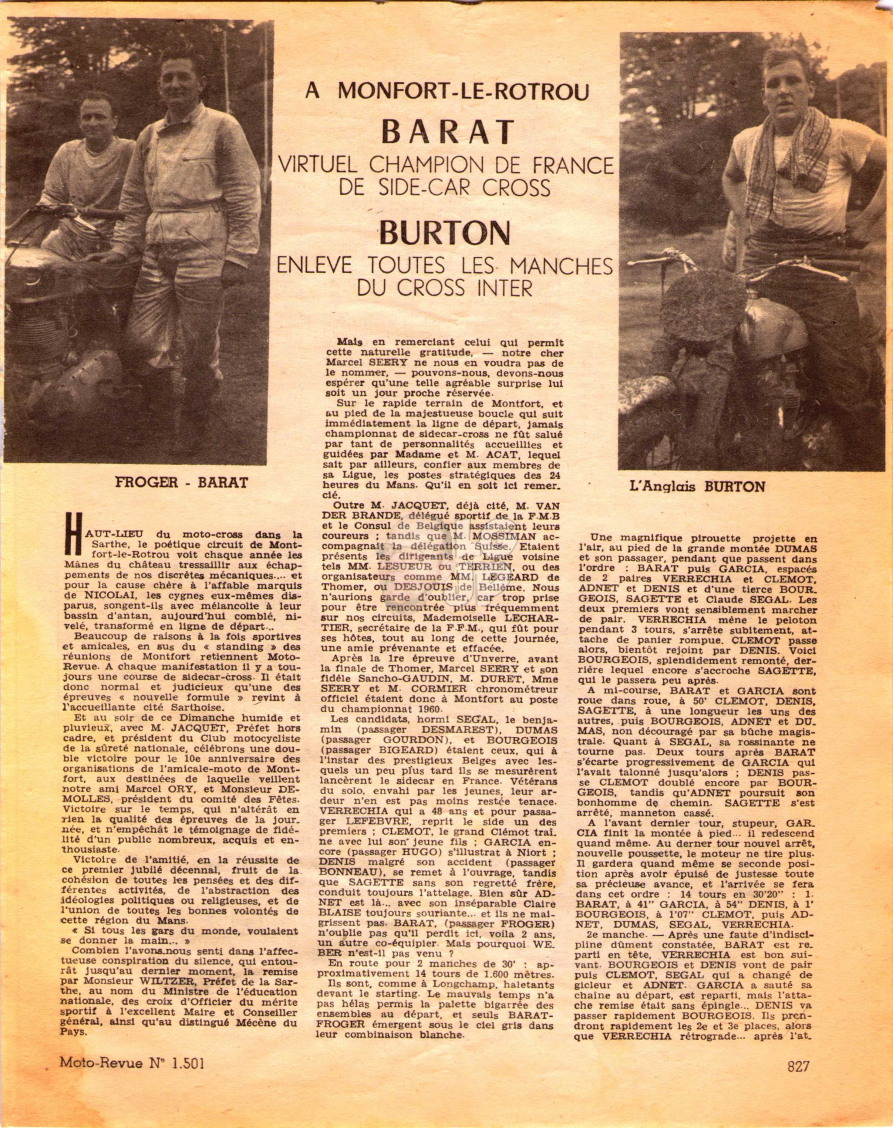 A MONFORT-LE-ROTROU
BARAT
VIRTUEL CHAMPION DE FRANCE
DE SIDE-CAR CROSS
BURTON
ENLEVE TOUTES LES MANCHES
DU CROSS INTER
FROGER - BARAT
L'Anglais BURTON
HAUT-LIEU du moto-cross dans la
Sarthe, le poétique circuit de Mont-
fort-le-Rotrou voit chaque année les
Mânes du château tressaillir aux échap-
pements de nos discrètes mécaniques... et
pour la cause chère à l'affable marquis
de NICOLAI, les cygnes eux-mêmes dis-
parus, songent-ils avec mélancolie à leur
bassin d'antan, aujourd'hui comblé, ni-
velé, transformé en ligne de départ...
Beaucoup de raisons à la fois sportives
et amicales, en sus du « standing » des
réunions de Montfort retiennent Moto-
Revue. A chaque manifestation il y a tou-
jours une course de sidecar-cross. Il était
donc normal et judicieux qu'une des
épreuves « nouvelle formule » revint à
l'accueillante cité Sarthoise.
Et au soir de ce Dimanche humide et
pluvieux, avec M. JACQUET, Préfet hors
cadre, et président du Club motocycliste
de la sûreté nationale, célébrons une dou-
ble victoire pour le 10e anniversaire des
organisations de l'amicale-moto de Mont-
fort, aux destinées de laquelle veillent
notre ami Marcel ORY, et Monsieur DE-
MOLLES, président du comité des Fêtes.
Victoire sur le temps, qui n'altérât en
rien la qualité des épreuves de la jour-
née, et n'empêchât le témoignage de fidé-
lité d'un public nombreux, acquis et en-
thousiaste.
Victoire de l'amitié, en la réussite de
ce premier jubilé décennal, fruit de la
cohésion de toutes les pensées et des dif-
férentes activités, de l'abstraction des
idéologies politiques ou religieuses, et de
l'union de toutes les bonnes volontés de
cette région du Mans.
« Si tous les gars du monde, voulaient
se donner la main... »
Combien l'avons-nous senti dans l'affec-
tueuse conspiration du silence, qui entou-
rât jusqu'au dernier moment, la remise
par Monsieur WILTZER, Préfet de la Sar-
the, au nom du Ministre de l'éducation
nationale, des croix d'Officier du mérite
sportif à l'excellent Maire et Conseiller
général, ainsi qu'au distingué Mécène du
Pays.
Mais en remerciant celui qui permît
cette naturelle gratitude, — notre cher
Marcel SEERY ne nous en voudra pas de
le nommer, — pouvons-nous, devons-nous
espérer qu'une telle agréable surprise lui
soit un jour proche réservée.
Sur le rapide terrain de Montfort, et
au pied de la majestueuse boucle qui suit
immédiatement la ligne de départ, jamais
championnat de sidecar-cross ne fût salué
par tant de personnalités accueillies et
guidées par Madame et M. ACAT, lequel
sait par ailleurs, confier aux membres de
sa Ligue, les postes stratégiques des 24
heures du Mans. Qu'il en soit ici remer-
cié.
Outre M. JACQUET, déjà cité, M. VAN
DER BRANDE, délégué sportif de la F.M.B
et le Consul de Belgique assistaient leurs
coureurs ; tandis que M. MOSSIMAN ac-
compagnait la délégation Suisse. Etaient
présents les dirigeants de Ligue voisine
tels MM. LESUEUR ou TERRIEN, ou des
organisateurs comme MM. LEGEARD de
Thomer, ou DESJOUIS de Bellême. Nous
n'aurions garde d'oublier, car trop prise
pour être rencontrée plus fréquemment
sur nos circuits, Mademoiselle LECHAR-
TIER, secrétaire de la F.F.M., qui fût pour
ses hôtes, tout au long de cette journée,
une amie prévenante et effacée.
Après la 1re épreuve d'Unverre, avant
la finale de Thomer, Marcel SEERY et son
fidèle Sancho-GAUDIN, M. DURET, Mme
SEERY et M. CORMIER chronométreur
officiel étaient donc à Montfort au poste
du championnat 1960.
Les candidats, hormi SEGAL, le benja-
min (passager DESMAREST), DUMAS
(passager GOURDON), et BOURGEOIS
(passager BIGEARD) étaient ceux, qui à
l'instar des prestigieux Belges avec les-
quels un peu plus tard ils se mesurèrent
lancèrent le sidecar en France. Vétérans
du solo, envahi par les jeunes, leur ar-
deur n'en est pas moins restée tenace.
VERRECHIA qui a 48 ans et pour passa-
ger LEFEBVRE, reprit le side un des
premiers ; CLEMOT, le grand Clémot traî-
ne avec lui son jeune fils ; GARCIA en-
core (passager HUGO) s'illustrat à Niort ;
DENIS malgré son accident (passager
BONNEAU), se remet à l'ouvrage, tandis
que SAGETTE sans son regretté frère,
conduit toujours l'attelage. Bien sûr AD-
NET est là... avec son inséparable Claire
BLAISE toujours souriante... et ils ne mai-
grissent pas. BARAT, (passager FROGER)
n'oublie pas qu'il perdit ici, voila 2 ans,
un autre co-équipier. Mais pourquoi WE-
BER n'est-il pas venu ?
En route pour 2 manches de 30' : ap-
proximativement 14 tours de 1.600 mètres.
Ils sont, comme à Longchamp, haletants
devant le starting. Le mauvais temps n'a
pas hélas permis la palette bigarrée des
ensembles au départ, et seuls BARAT-
FROGER émergent sous le ciel gris dans
leur combinaison blanche.
Une magnifique pirouette projette en
l'air, au pied de la grande montée DUMAS
et son passager, pendant que passent dans
l'ordre : BARAT puis GARCIA, espacés
de 2 paires VERRECHIA et CLEMOT,
ADNET et DENIS et d'une tierce BOUR-
GEOIS, SAGETTE et Claude SEGAL. Les
deux premiers vont sensiblement marcher
de pair. VERRECHIA mène le peloton
pendant 3 tours, s'arrête subitement, at-
tache de panier rompue. CLEMOT passe
alors, bientôt rejoint par DENIS. Voici
BOURGEOIS, splendidement remonté, der-
rière lequel encore s'accroche SAGETTE,
qui le passera peu après.
A mi-course, BARAT et GARCIA sont
roue dans roue, à 50' CLEMOT, DENIS,
SAGETTE, à une longueur les uns des
autres, puis BOURGEOIS, ADNET et DU-
MAS, non découragé par sa bûche magis-
trale. Quant à SEGAL, sa rossinante ne
tourne pas. Deux tours après BARAT
s'écarte progressivement de GARCIA qui
l'avait talonné jusqu'alors ; DENIS pas-
se CLEMOT doublé encore par BOUR-
GEOIS, tandis qu'ADNET poursuit son
bonhomme de chemin. SAGETTE s'est
arrêté, manneton cassé.
A l'avant dernier tour, stupeur, GAR-
CIA finit la montée à pied... il redescend
quand même. Au derner tour nouvel arrêt,
nouvelle poussette, le moteur ne tire plus.
Il gardera quand même se seconde posi-
tion après avoir épuisé de justesse toute
sa précieuse avance, et l'arrivée se fera
dans cet ordre : 14 tours en 30'20" : 1.
BARAT, à 41" GARCIA, à 54" DENIS, à 1'
BOURGEOIS, à 1'07" CLEMOT, puis AD-
NET, DUMAS, SEGAL, VERRECHIA.
2e manche. — Après une faute d'indisci-
pline dûment constatée, BARAT est re-
parti en tête, VERRECHIA est bon sui-
vant. BOURGEOIS et DENIS vont de pair
puis CLEMOT, SEGAL qui a changé de
gicleur et ADNET. GARCIA a sauté sa
chaîne au départ, est reparti, mais l'atta-
che remise était sans épingle... DENIS va
passer rapidement BOURGEOIS. Ils pren-
dront rapidement les 2e et 3e places, alors
que VERRECHIA rétrograde... après l'at-
Moto-Revue N° 1.501
827